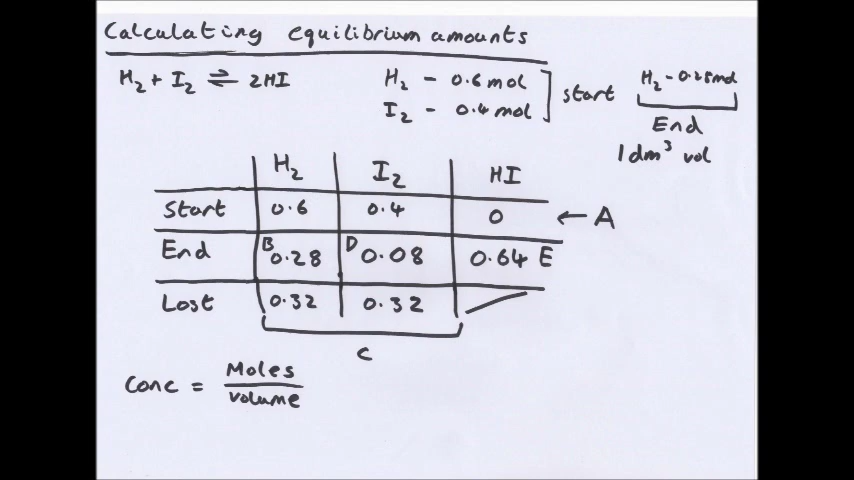 Calculating equilibrium amounts
H₂ + I₂ ⇌ 2HI
H₂ - 0.6 mol
I₂ - 0.4 mol
start
H₂ - 0.28 mol
End
1 dm³ vol
H₂ I₂ HI
Start 0.6 0.4 0 ← A
End B 0.28 D 0.08 0.64 E
Lost 0.32 0.32
C
Conc = Moles
volume